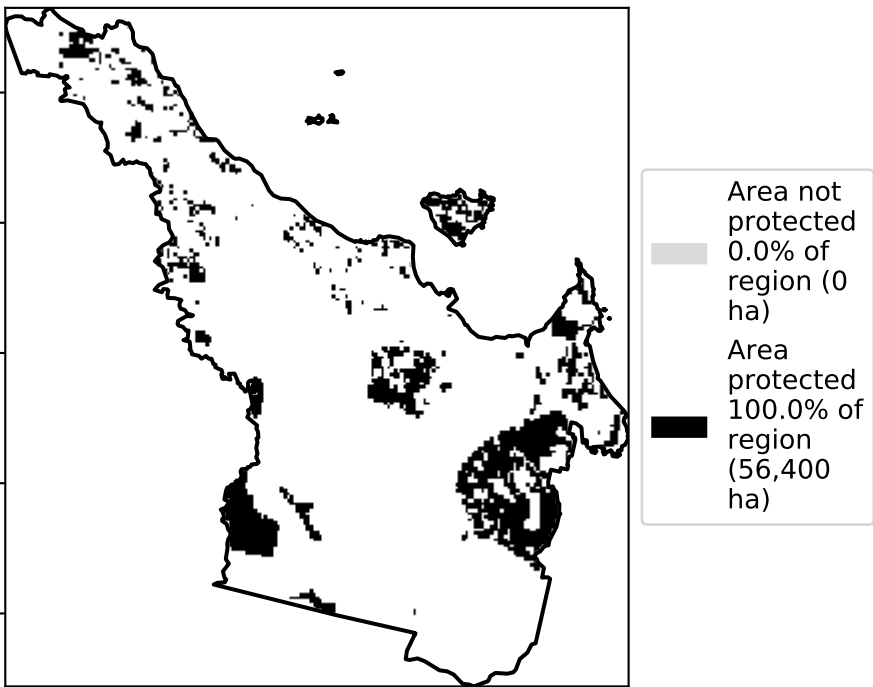 Area not
protected
0.0% of
region (0
ha)
Area
protected
100.0% of
region
(56,400
ha)